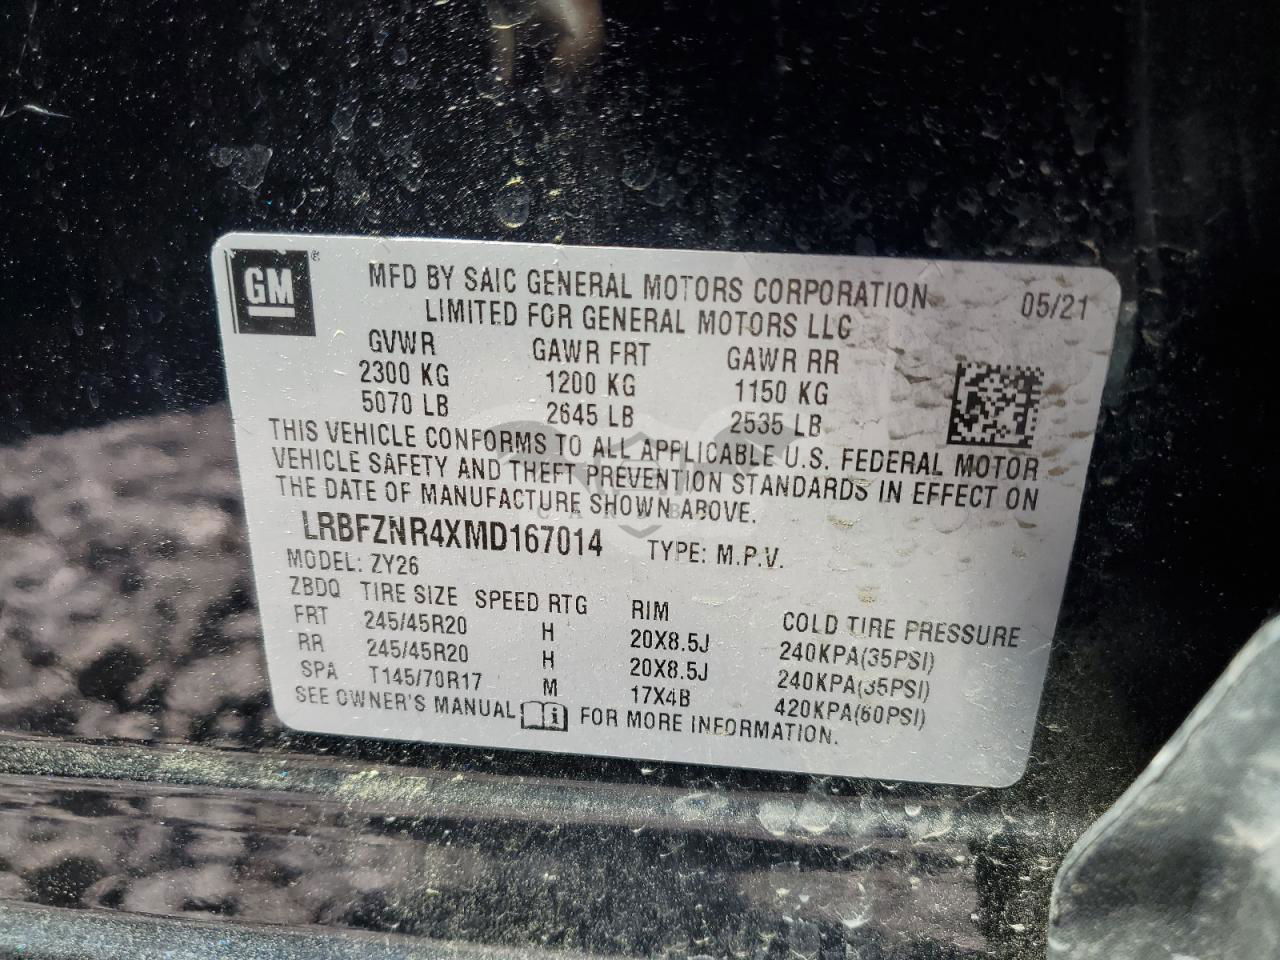 GM ®
MFD BY SAIC GENERAL MOTORS CORPORATION 05/21
LIMITED FOR GENERAL MOTORS LLC
GVWR GAWR FRT GAWR RR
2300 KG 1200 KG 1150 KG
5070 LB 2645 LB 2535 LB
THIS VEHICLE CONFORMS TO ALL APPLICABLE U.S. FEDERAL MOTOR
VEHICLE SAFETY AND THEFT PREVENTION STANDARDS IN EFFECT ON
THE DATE OF MANUFACTURE SHOWN ABOVE.
LRBFZNR4XMD167014 TYPE: M.P.V.
MODEL: ZY26
ZBDQ TIRE SIZE SPEED RTG RIM COLD TIRE PRESSURE
FRT 245/45R20 H 20X8.5J 240KPA(35PSI)
RR 245/45R20 H 20X8.5J 240KPA(35PSI)
SPA T145/70R17 M 17X4B 420KPA(60PSI)
SEE OWNER'S MANUAL i FOR MORE INFORMATION.